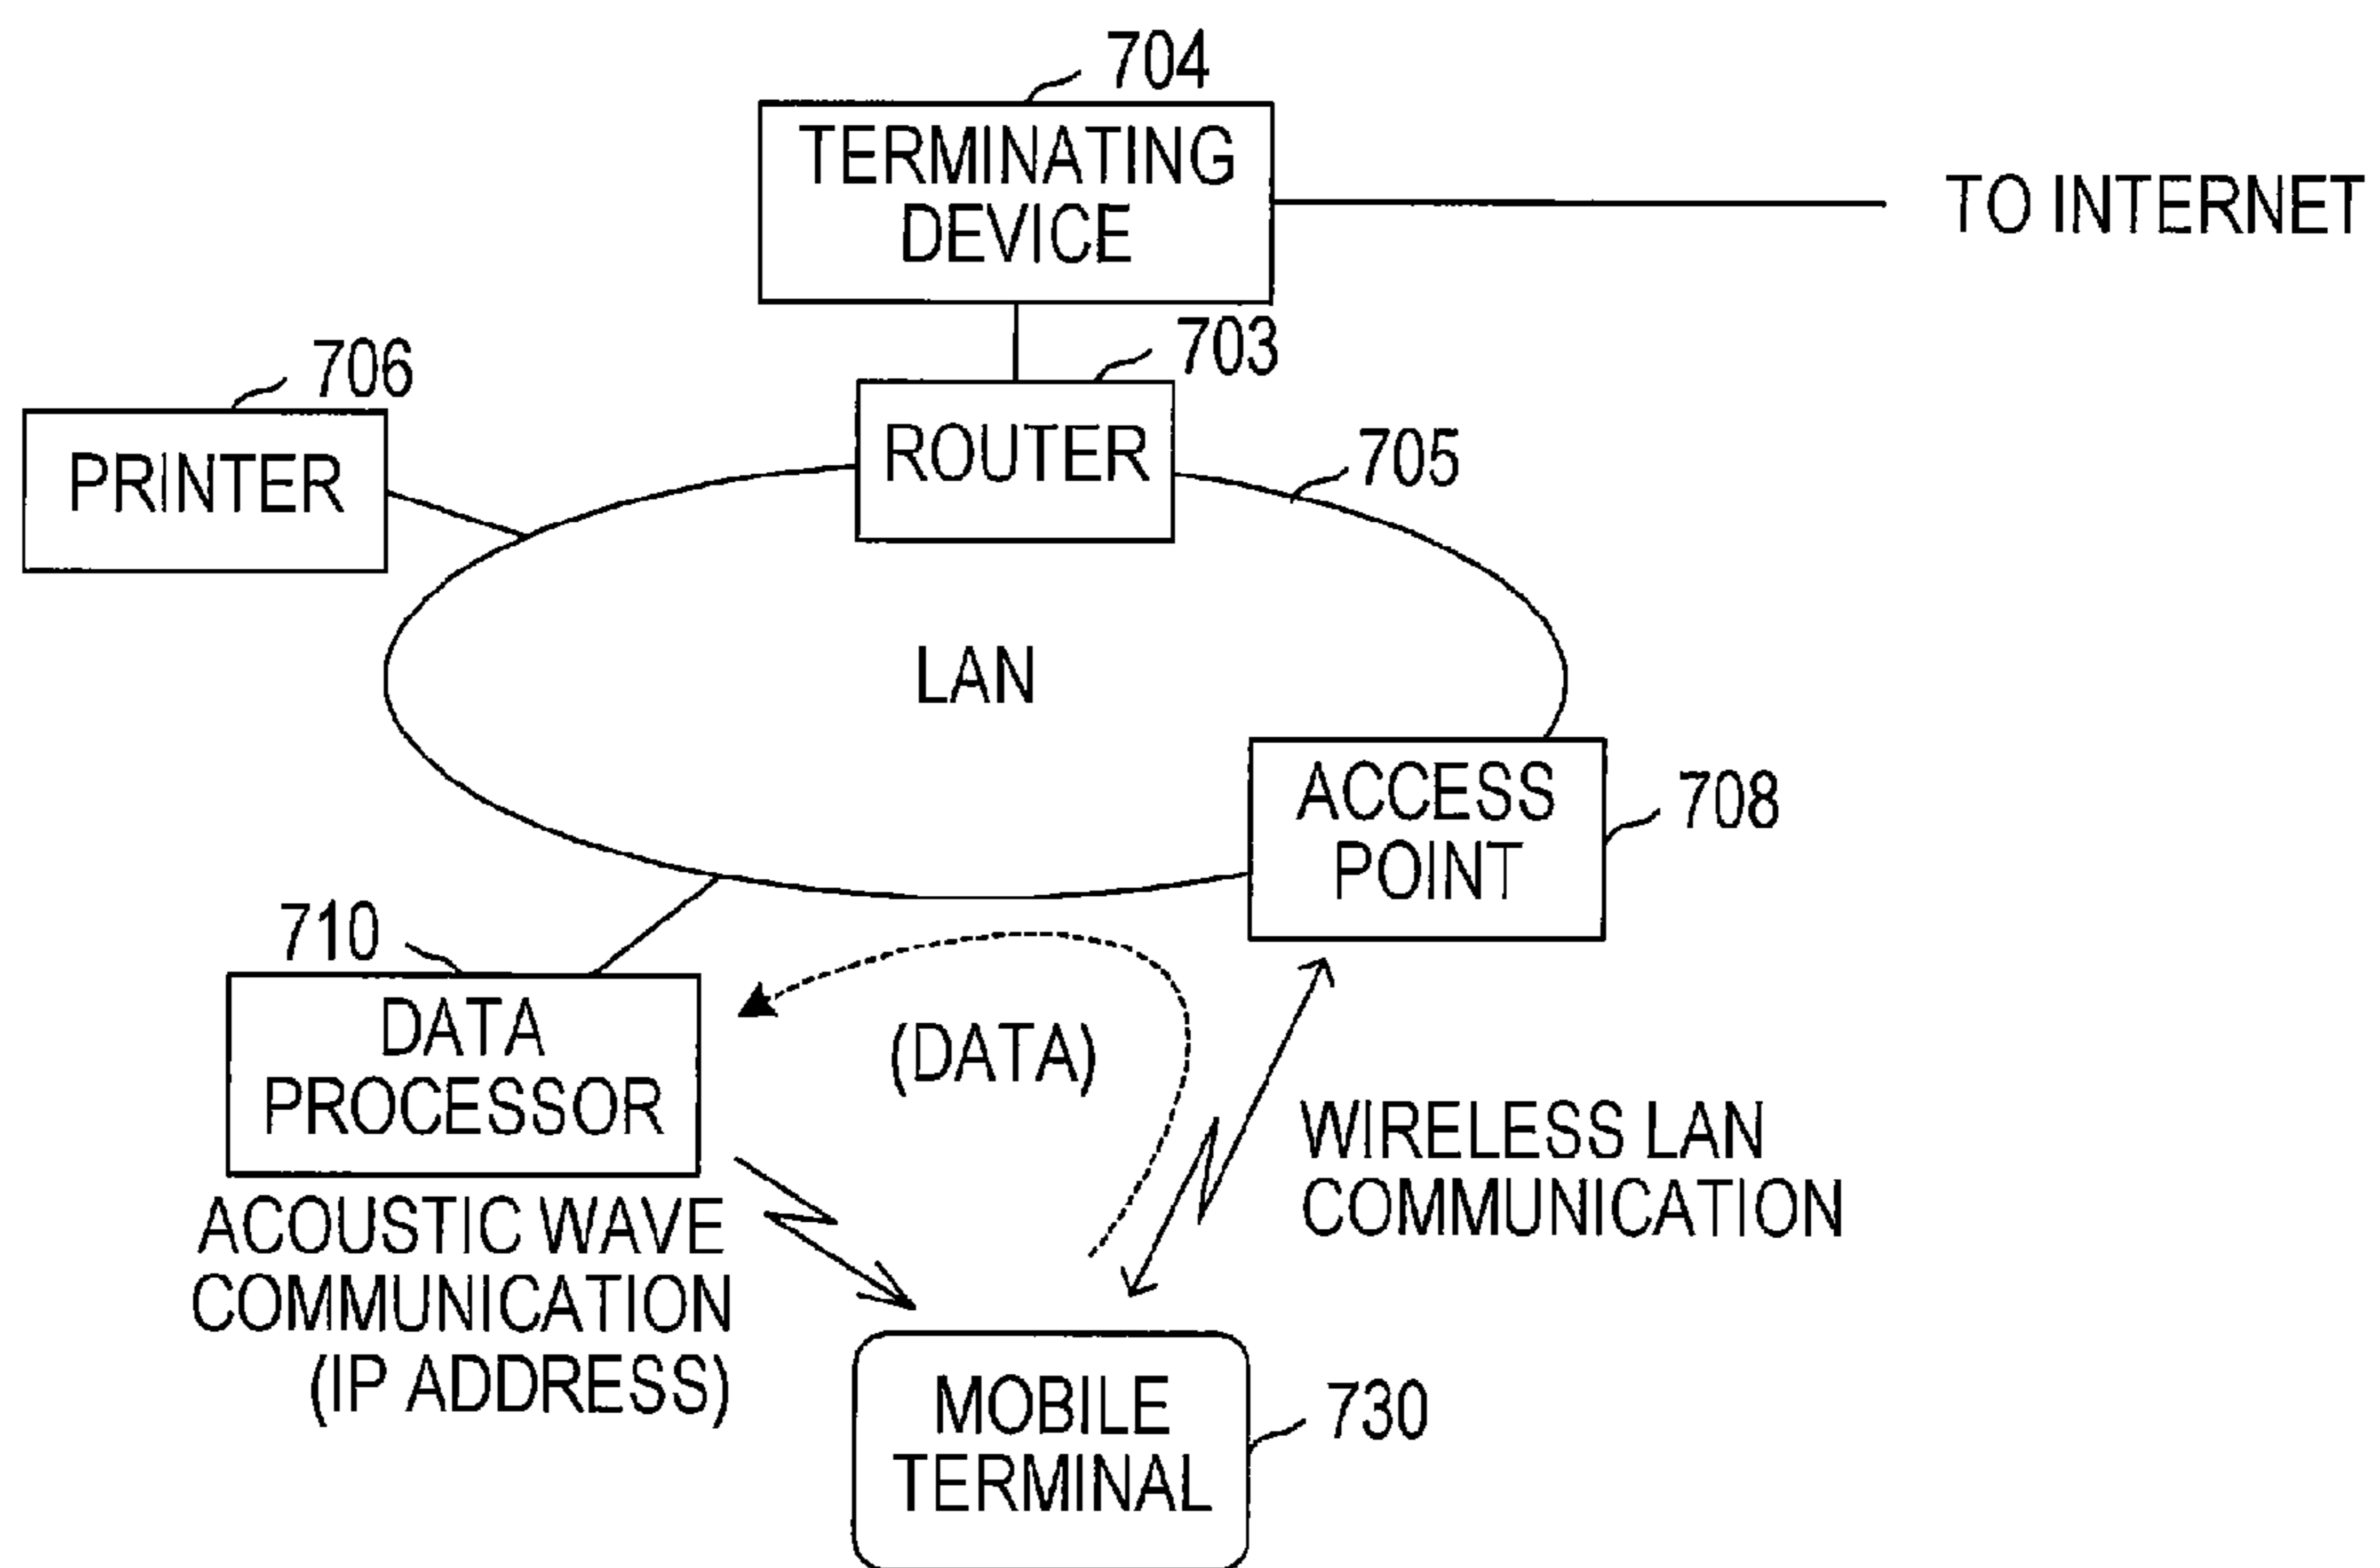 704
TERMINATING
DEVICE
TO INTERNET
706
703
PRINTER
ROUTER
705
LAN
ACCESS
POINT
708
710
DATA
PROCESSOR
(DATA)
WIRELESS LAN
COMMUNICATION
ACOUSTIC WAVE
COMMUNICATION
(IP ADDRESS)
MOBILE
TERMINAL
730